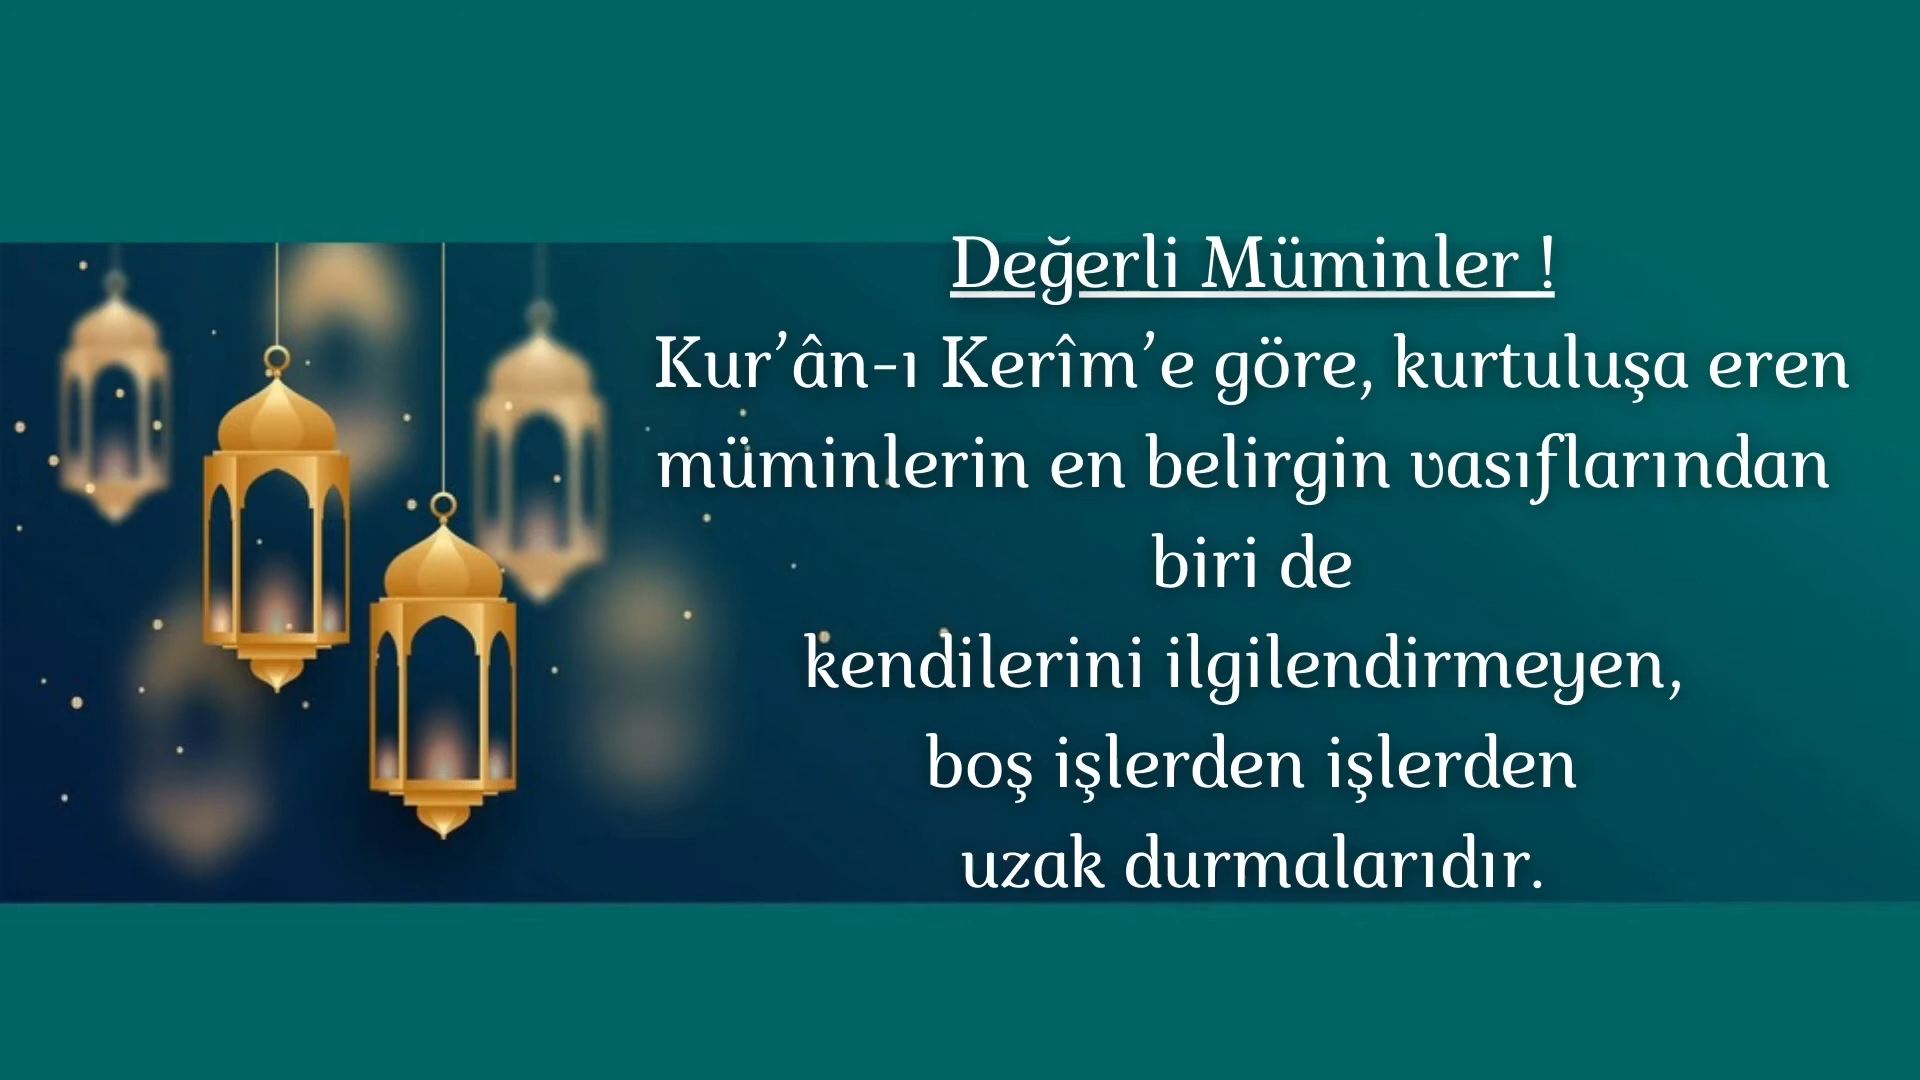 Değerli Müminler !
Kur’ân-ı Kerîm’e göre, kurtuluşa eren
müminlerin en belirgin vasıflarından
biri de
kendilerini ilgilendirmeyen,
boş işlerden işlerden
uzak durmalarıdır.